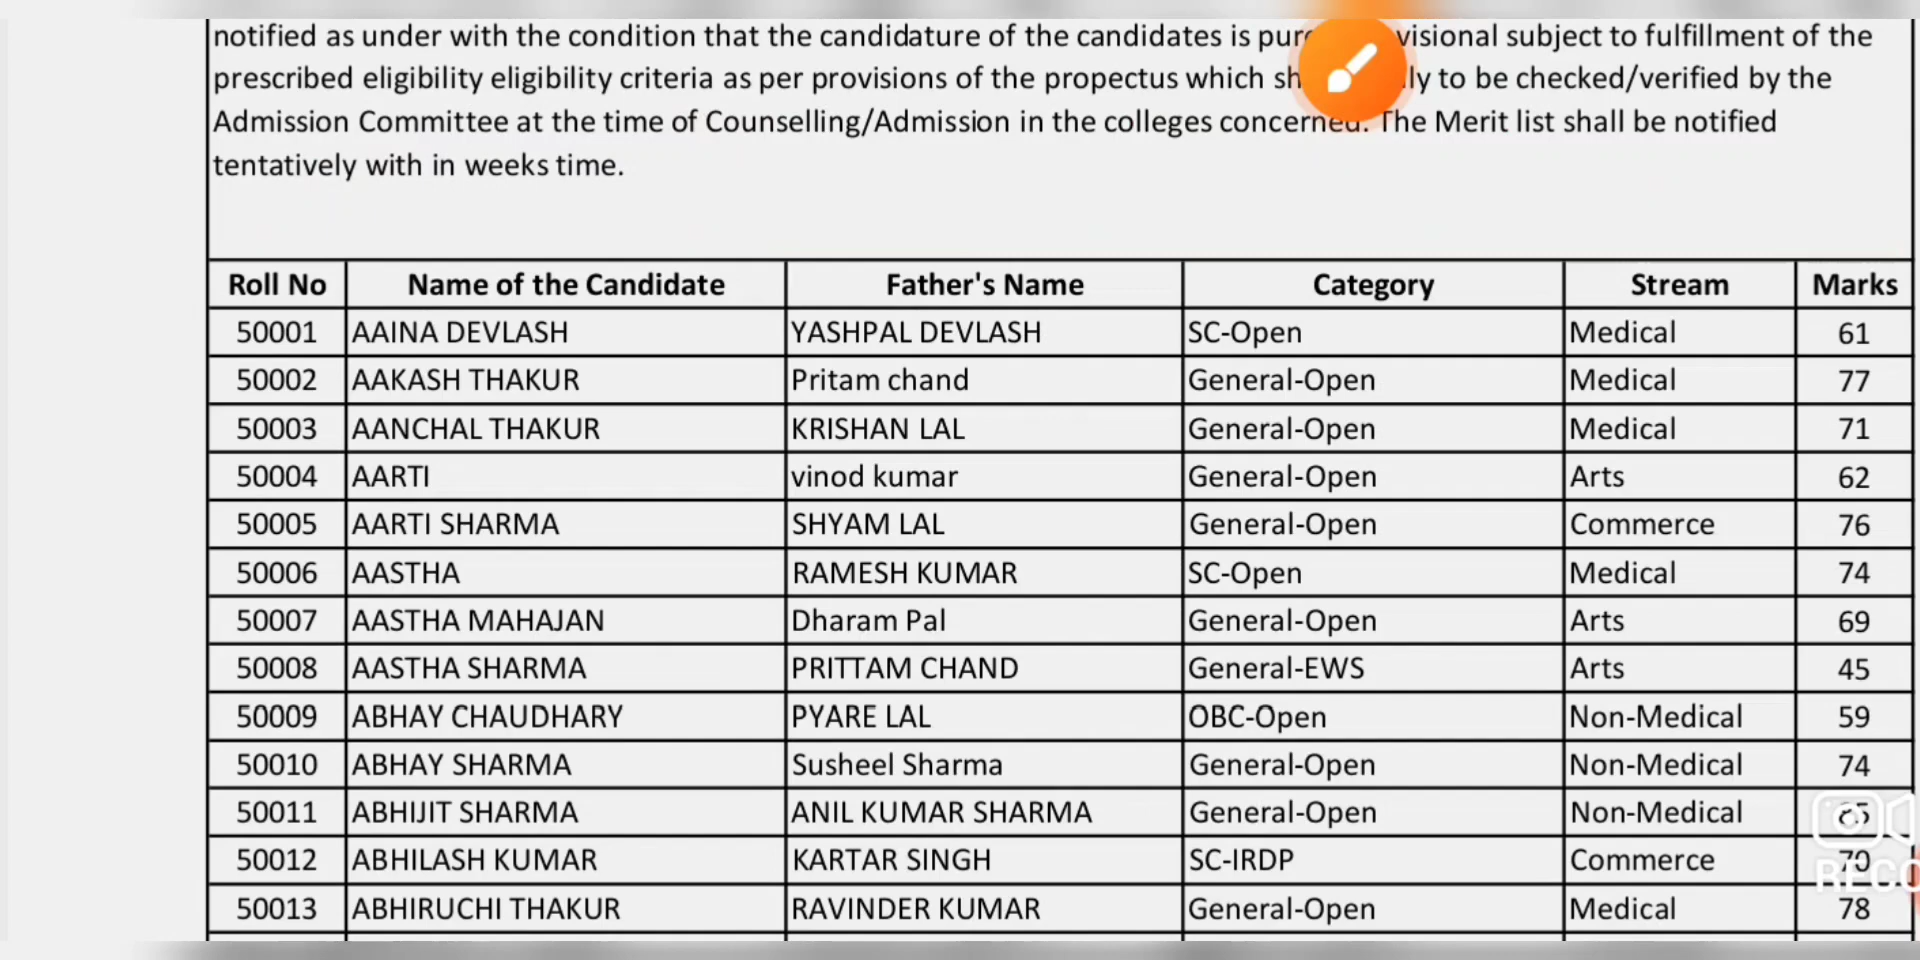 notified as under with the condition that the candidature of the candidates is visional subject to fulfillment of the
prescribed eligibility eligibility criteria as per provisions of the propectus which to be checked/verified by the
Admission Committee at the time of Counselling/Admission in the colleges concerned. The Merit list shall be notified
tentatively with in weeks time.
Roll No Name of the Candidate Father's Name Category Stream Marks
50001 AAINA DEVLASH YASHPAL DEVLASH SC-Open Medical 61
50002 AAKASH THAKUR Pritam chand General-Open Medical 77
50003 AANCHAL THAKUR KRISHAN LAL General-Open Medical 71
50004 AARTI vinod kumar General-Open Arts 62
50005 AARTI SHARMA SHYAM LAL General-Open Commerce 76
50006 AASTHA RAMESH KUMAR SC-Open Medical 74
50007 AASTHA MAHAJAN Dharam Pal General-Open Arts 69
50008 AASTHA SHARMA PRITTAM CHAND General-EWS Arts 45
50009 ABHAY CHAUDHARY PYARE LAL OBC-Open Non-Medical 59
50010 ABHAY SHARMA Susheel Sharma General-Open Non-Medical 74
50011 ABHIJIT SHARMA ANIL KUMAR SHARMA General-Open Non-Medical
50012 ABHILASH KUMAR KARTAR SINGH SC-IRDP Commerce 70
RECO
50013 ABHIRUCHI THAKUR RAVINDER KUMAR General-Open Medical 78